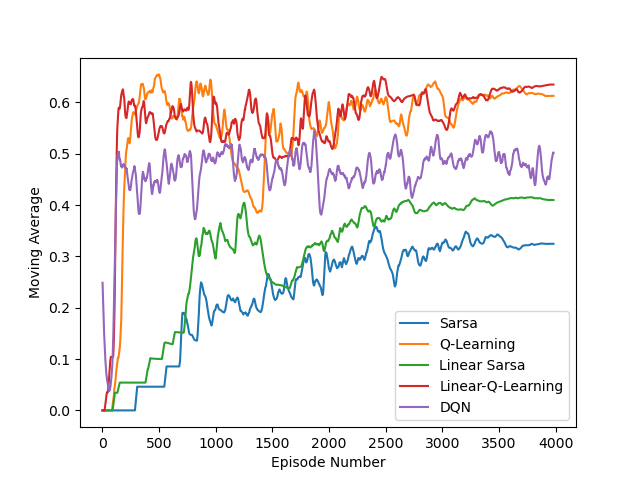 0.6
0.5
0.4
0.3
0.2
0.1
0.0
Moving Average
0 500 1000 1500 2000 2500 3000 3500 4000
Episode Number
Sarsa
Q-Learning
Linear Sarsa
Linear-Q-Learning
DQN